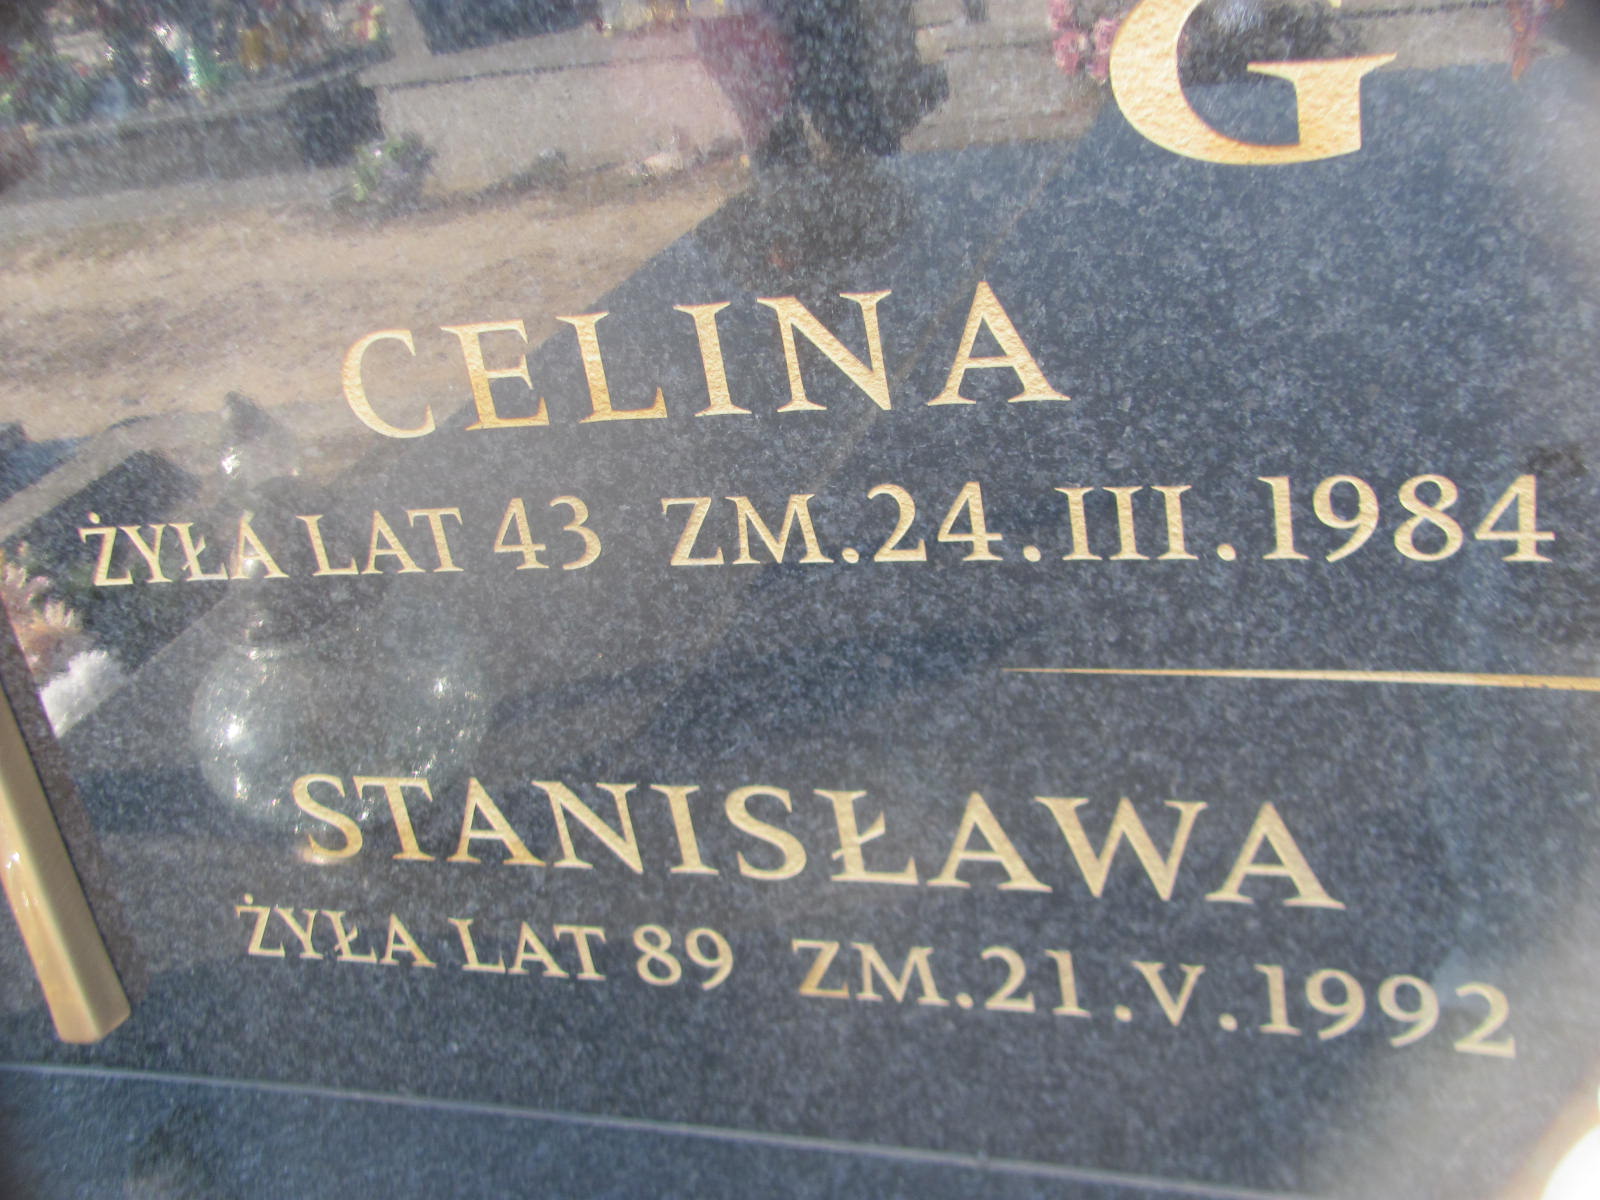 G
CELINA
ŻYŁA LAT 43 ZM.24.III.1984
STANISŁAWA
ŻYŁA LAT 89 ZM.21.V.1992